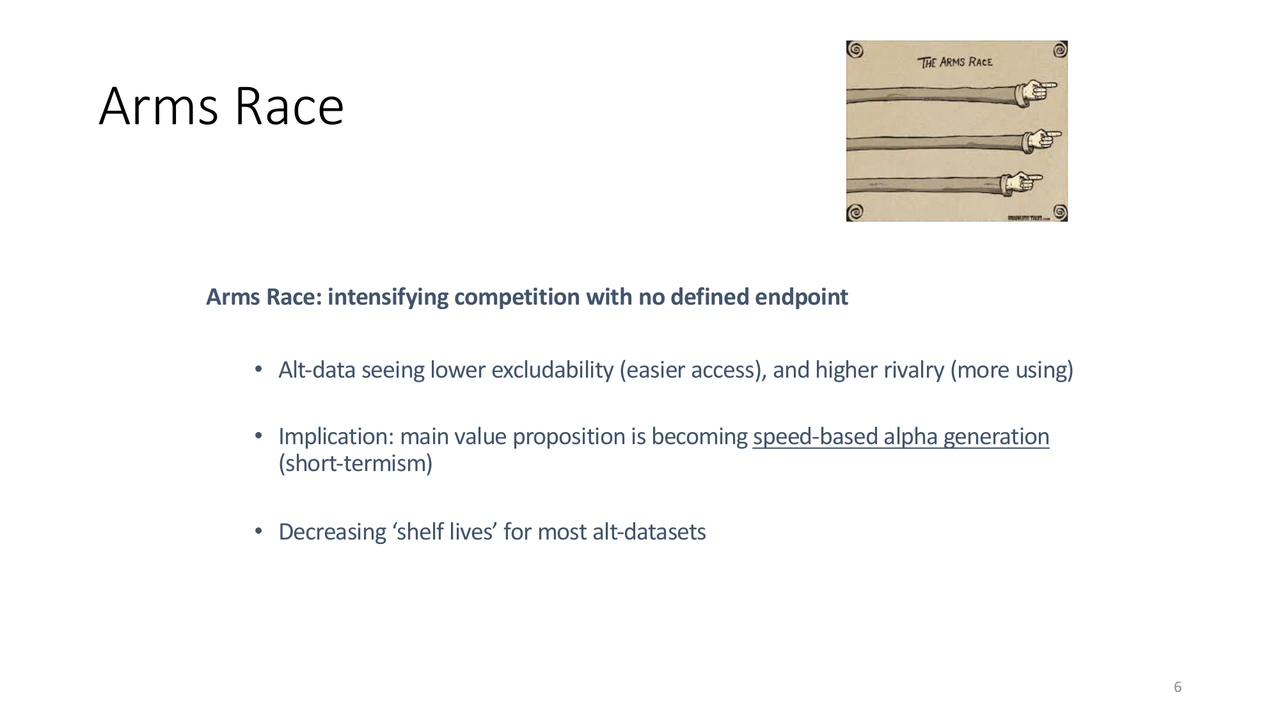 Arms Race
THE ARMS RACE
Arms Race: intensifying competition with no defined endpoint
• Alt-data seeing lower excludability (easier access), and higher rivalry (more using)
• Implication: main value proposition is becoming speed-based alpha generation
(short-termism)
• Decreasing ‘shelf lives’ for most alt-datasets
6